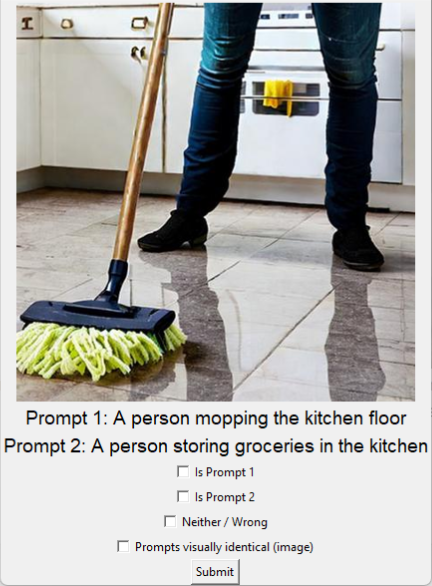 Prompt 1: A person mopping the kitchen floor
Prompt 2: A person storing groceries in the kitchen
Is Prompt 1
Is Prompt 2
Neither / Wrong
Prompts visually identical (image)
Submit